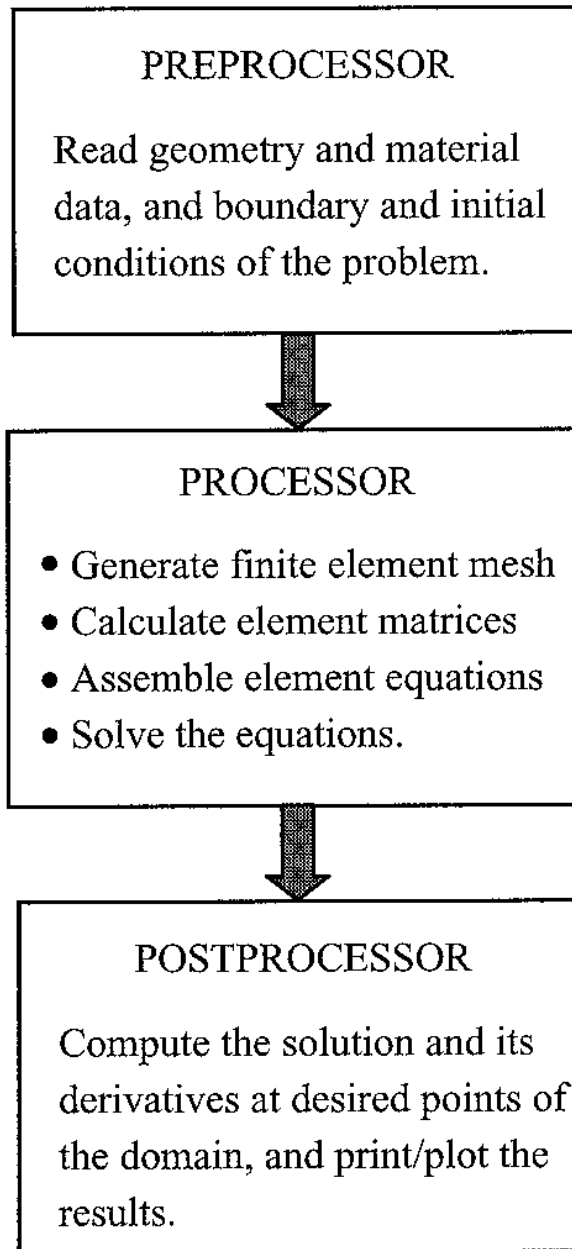 PREPROCESSOR
Read geometry and material
data, and boundary and initial
conditions of the problem.
PROCESSOR
• Generate finite element mesh
• Calculate element matrices
• Assemble element equations
• Solve the equations.
POSTPROCESSOR
Compute the solution and its
derivatives at desired points of
the domain, and print/plot the
results.